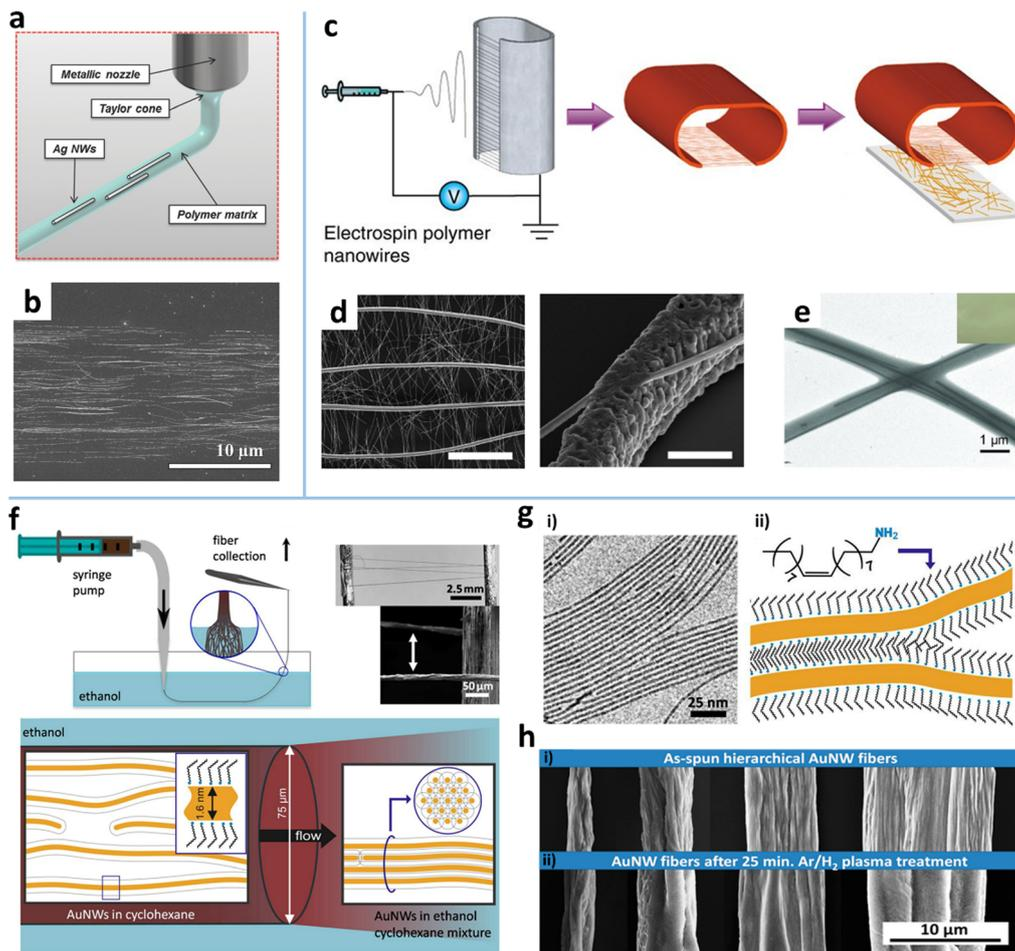 a
Metallic nozzle
Taylor cone
Ag NWs
Polymer matrix
b
10 μm
c
V
Electrospin polymer
nanowires
d
e
1 μm
f
syringe
pump
fiber
collection
ethanol
2.5 mm
50 μm
ethanol
1.6 nm
75 μm
flow
AuNWs in cyclohexane
AuNWs in ethanol
cyclohexane mixture
g
i)
25 nm
ii)
NH2
7
7
h
i)
As-spun hierarchical AuNW fibers
ii)
AuNW fibers after 25 min. Ar/H2 plasma treatment
10 μm